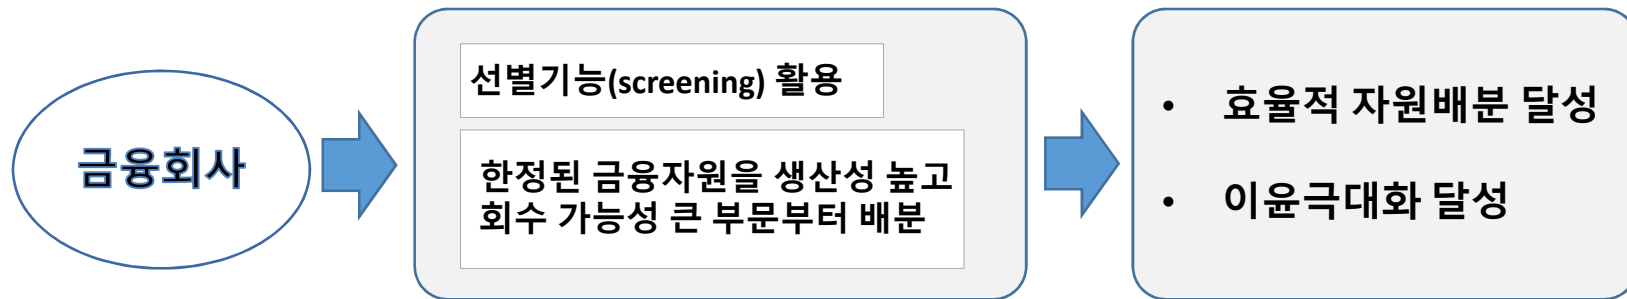 금융회사
선별기능(screening) 활용
한정된 금융자원을 생산성 높고
회수 가능성 큰 부문부터 배분
• 효율적 자원배분 달성
• 이윤극대화 달성